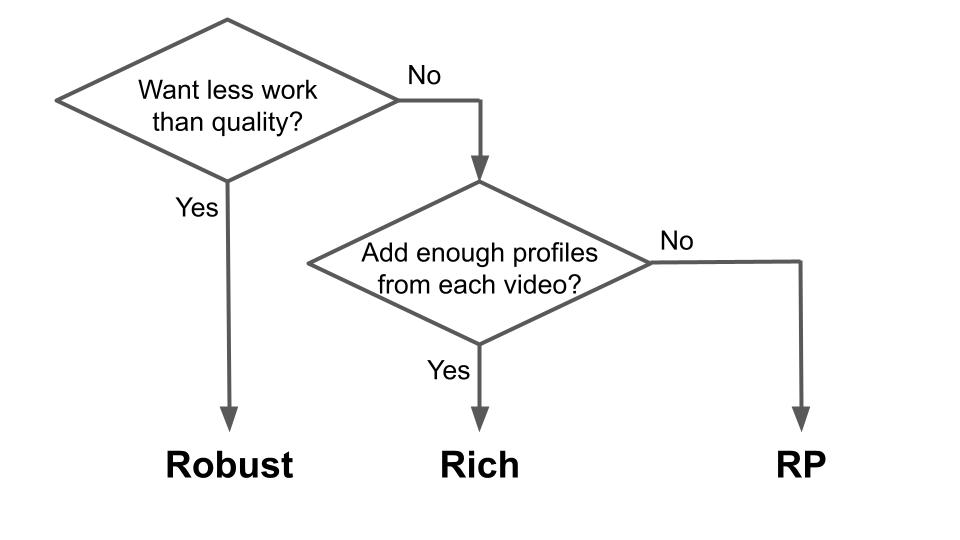 Want less work
than quality?
No
Yes
Add enough profiles
from each video?
No
Yes
Robust
Rich
RP